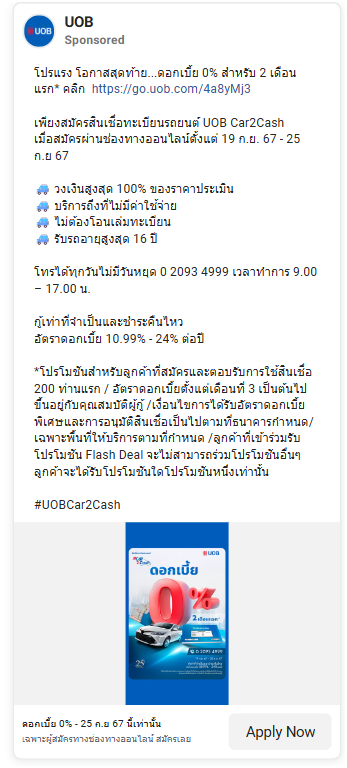 UOB
Sponsored
โปรแรง โอกาสสุดท้าย...ดอกเบี้ย 0% สำหรับ 2 เดือน
แรก* คลิก https://go.uob.com/4a8yMj3
เพียงสมัครสินเชื่อทะเบียนรถยนต์ UOB Car2Cash
เมื่อสมัครผ่านช่องทางออนไลน์ตั้งแต่ 19 ก.ย. 67 - 25
ก.ย 67
วงเงินสูงสุด 100% ของราคาประเมิน
บริการถึงที่ไม่มีค่าใช้จ่าย
ไม่ต้องโอนเล่มทะเบียน
รับรถอายุสูงสุด 16 ปี
โทรได้ทุกวันไม่มีวันหยุด 0 2093 4999 เวลาทำการ 9.00
– 17.00 น.
กู้เท่าที่จำเป็นและชำระคืนไหว
อัตราดอกเบี้ย 10.99% - 24% ต่อปี
*โปรโมชันสำหรับลูกค้าที่สมัครและตอบรับการใช้สินเชื่อ
200 ท่านแรก / อัตราดอกเบี้ยตั้งแต่เดือนที่ 3 เป็นต้นไป
ขึ้นอยู่กับคุณสมบัติผู้กู้ /เงื่อนไขการได้รับอัตราดอกเบี้ย
พิเศษและการอนุมัติสินเชื่อเป็นไปตามที่ธนาคารกำหนด/
เฉพาะพื้นที่ให้บริการตามที่กำหนด /ลูกค้าที่เข้าร่วมรับ
โปรโมชัน Flash Deal จะไม่สามารถร่วมโปรโมชันอื่นๆ
ลูกค้าจะได้รับโปรโมชันใดโปรโมชันหนึ่งเท่านั้น
#UOBCar2Cash
UOB
ดอกเบี้ย
0%
2 เดือนแรก*
0 2093 4999
25
ดอกเบี้ย 0% - 25 ก.ย 67 นี้เท่านั้น
เฉพาะผู้สมัครทางช่องทางออนไลน์ สมัครเลย
Apply Now